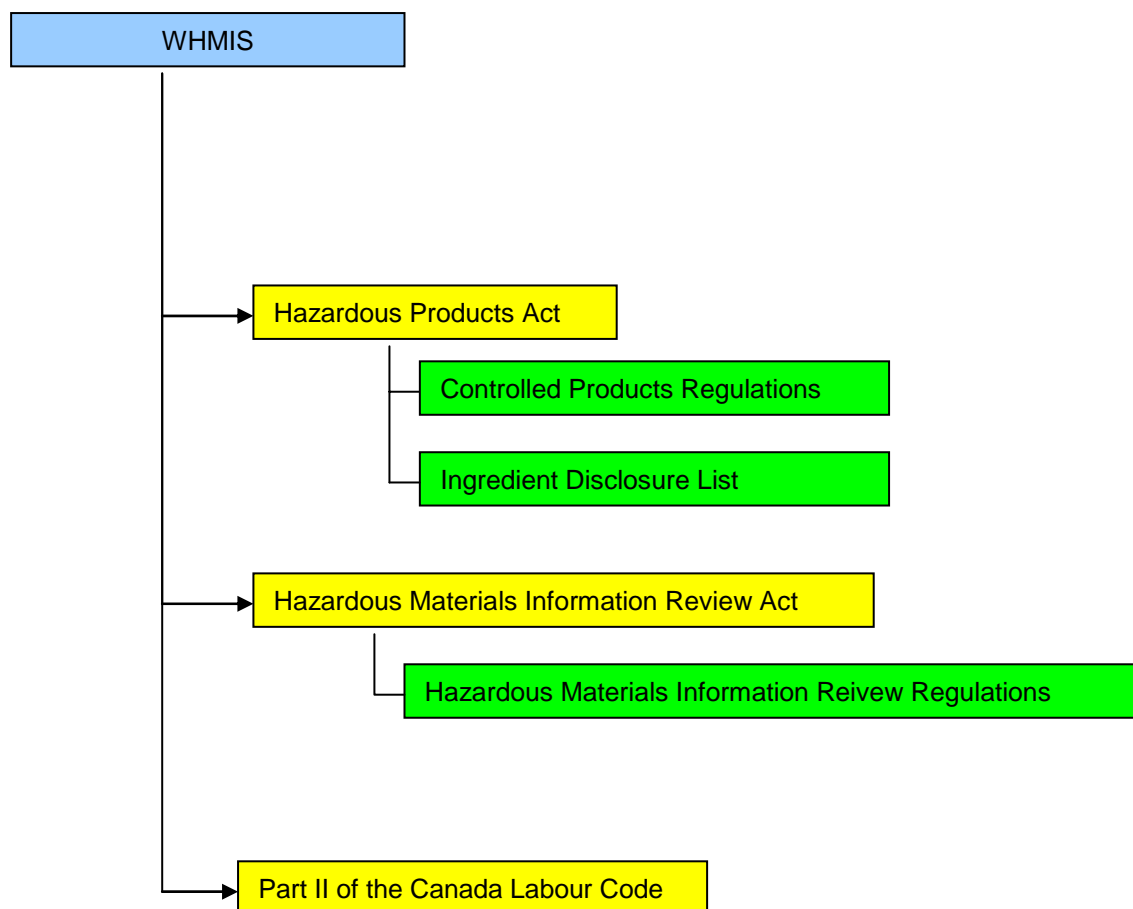 WHMIS
Hazardous Products Act
Controlled Products Regulations
Ingredient Disclosure List
Hazardous Materials Information Review Act
Hazardous Materials Information Reivew Regulations
Part II of the Canada Labour Code